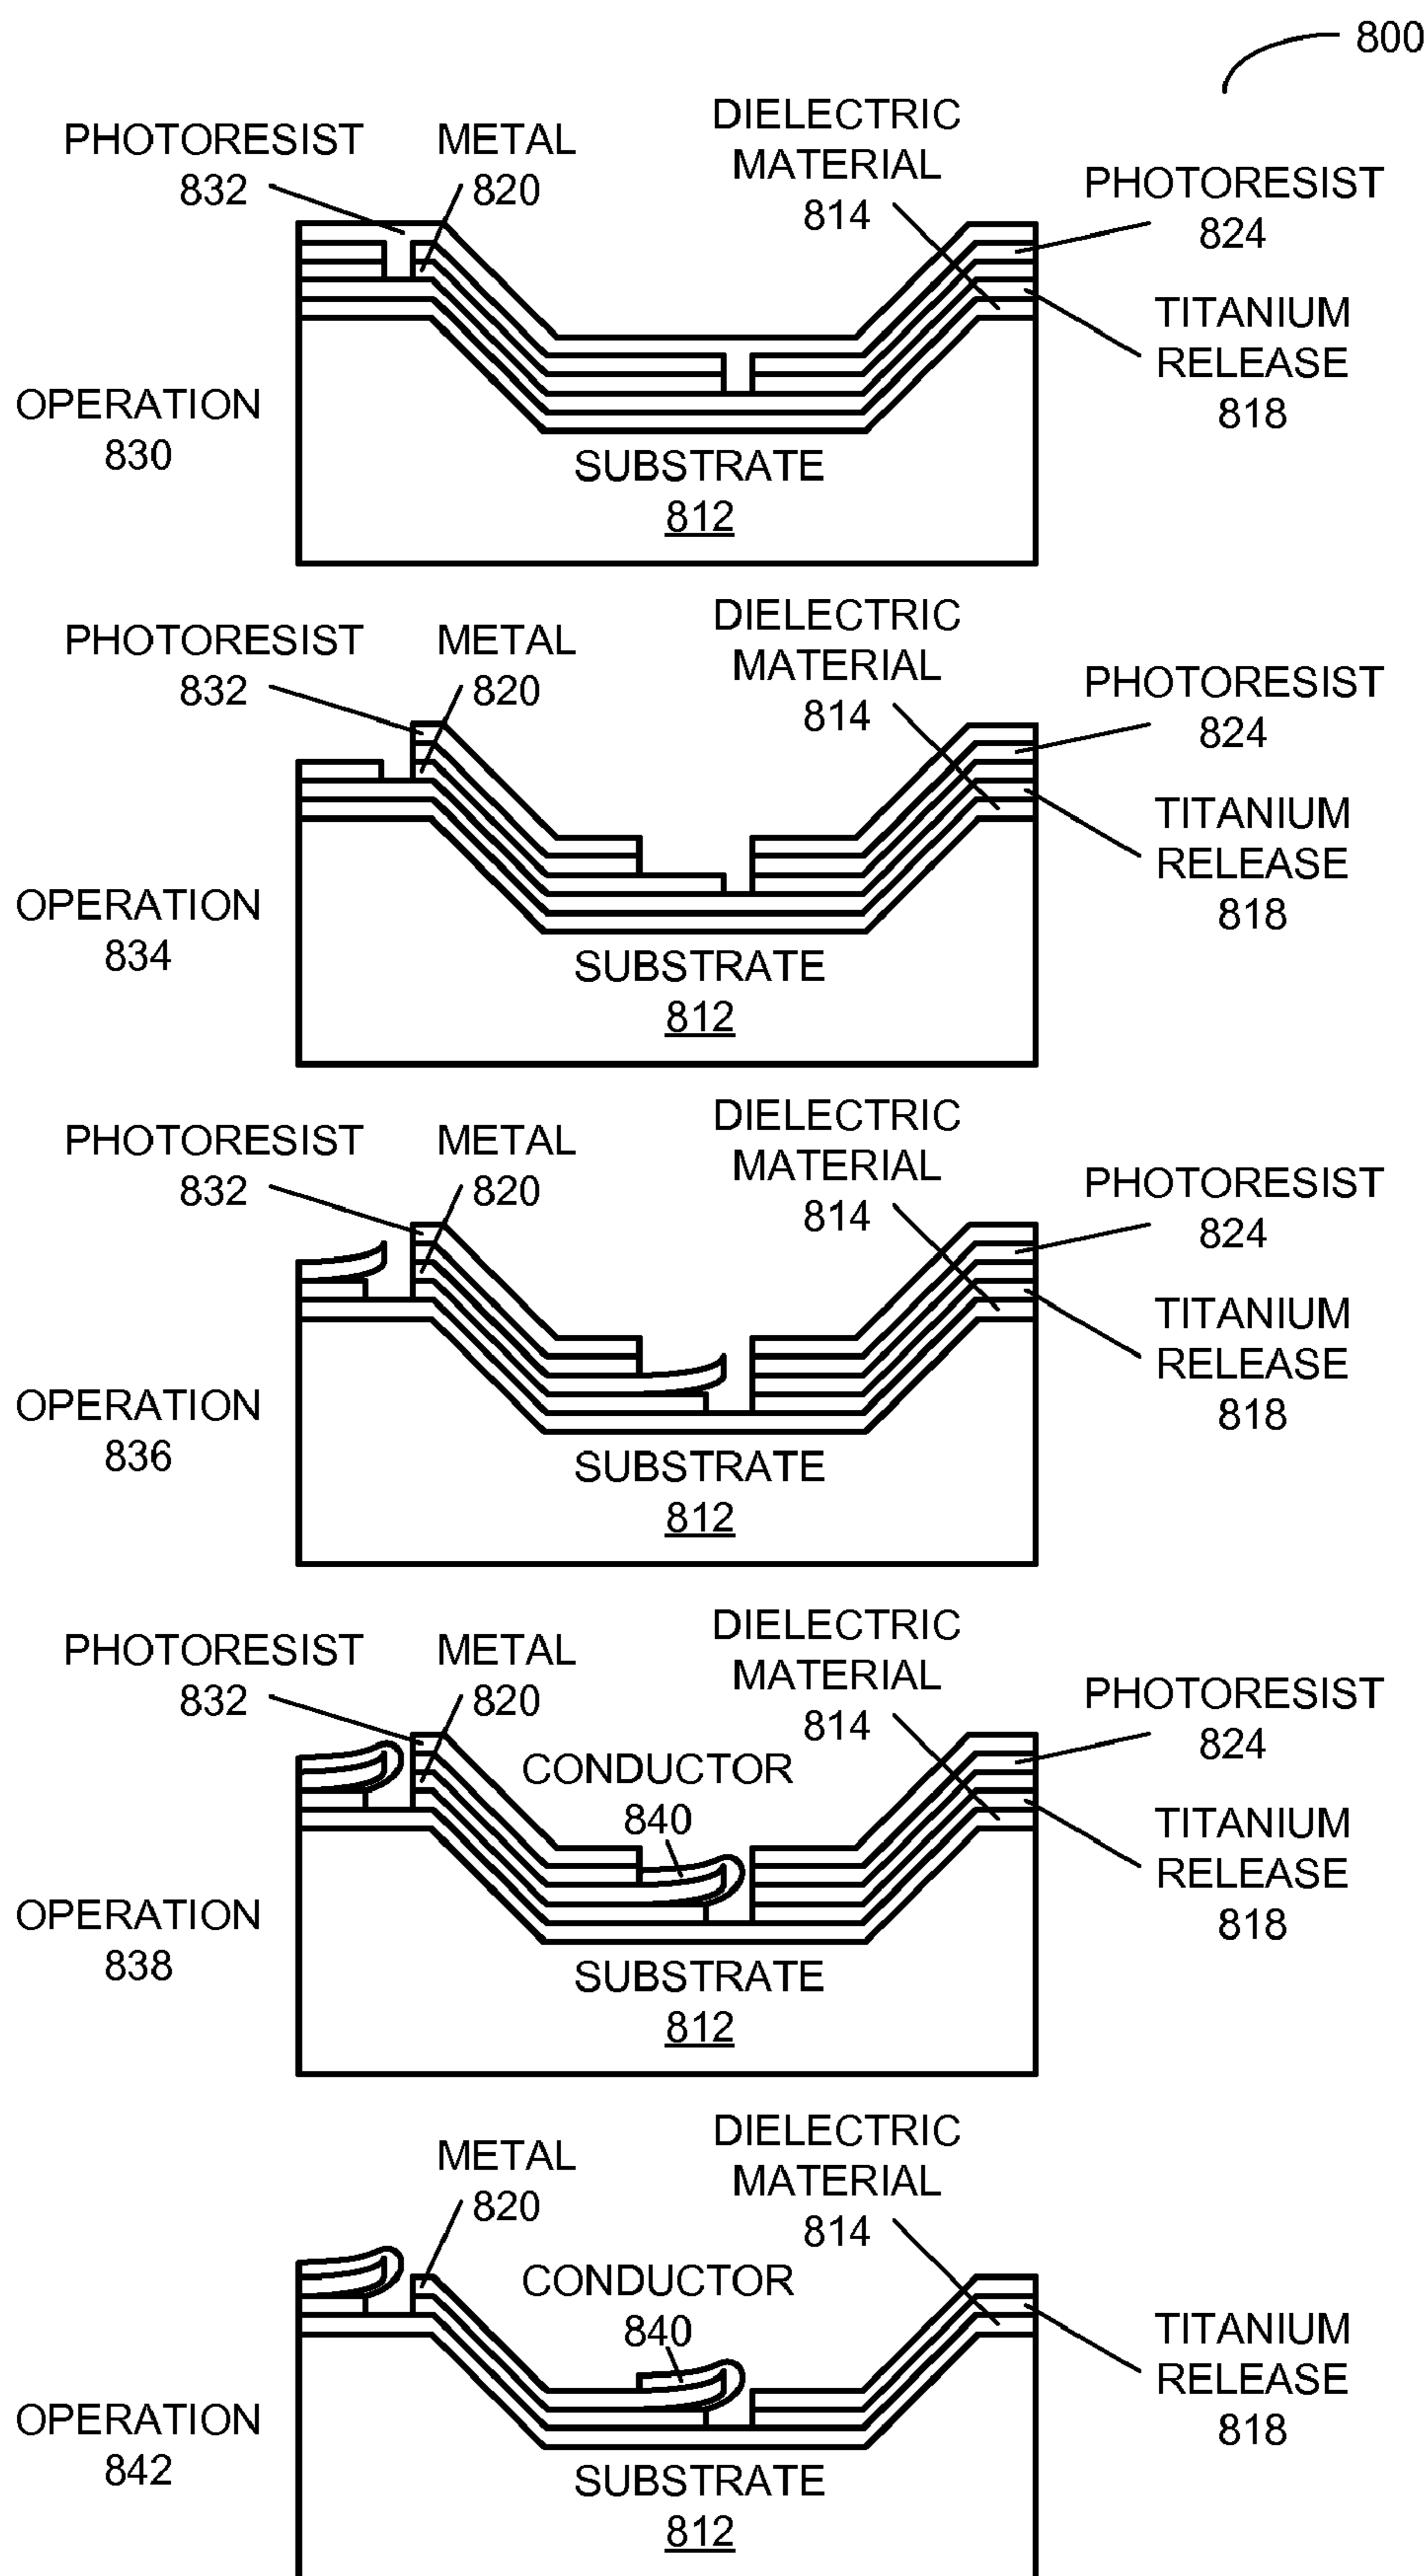 800
PHOTORESIST
832
METAL
820
DIELECTRIC
MATERIAL
814
PHOTORESIST
824
TITANIUM
RELEASE
818
OPERATION
830
SUBSTRATE
812
PHOTORESIST
832
METAL
820
DIELECTRIC
MATERIAL
814
PHOTORESIST
824
TITANIUM
RELEASE
818
OPERATION
834
SUBSTRATE
812
PHOTORESIST
832
METAL
820
DIELECTRIC
MATERIAL
814
PHOTORESIST
824
TITANIUM
RELEASE
818
OPERATION
836
SUBSTRATE
812
PHOTORESIST
832
METAL
820
DIELECTRIC
MATERIAL
814
PHOTORESIST
824
CONDUCTOR
840
TITANIUM
RELEASE
818
OPERATION
838
SUBSTRATE
812
METAL
820
DIELECTRIC
MATERIAL
814
CONDUCTOR
840
TITANIUM
RELEASE
818
OPERATION
842
SUBSTRATE
812